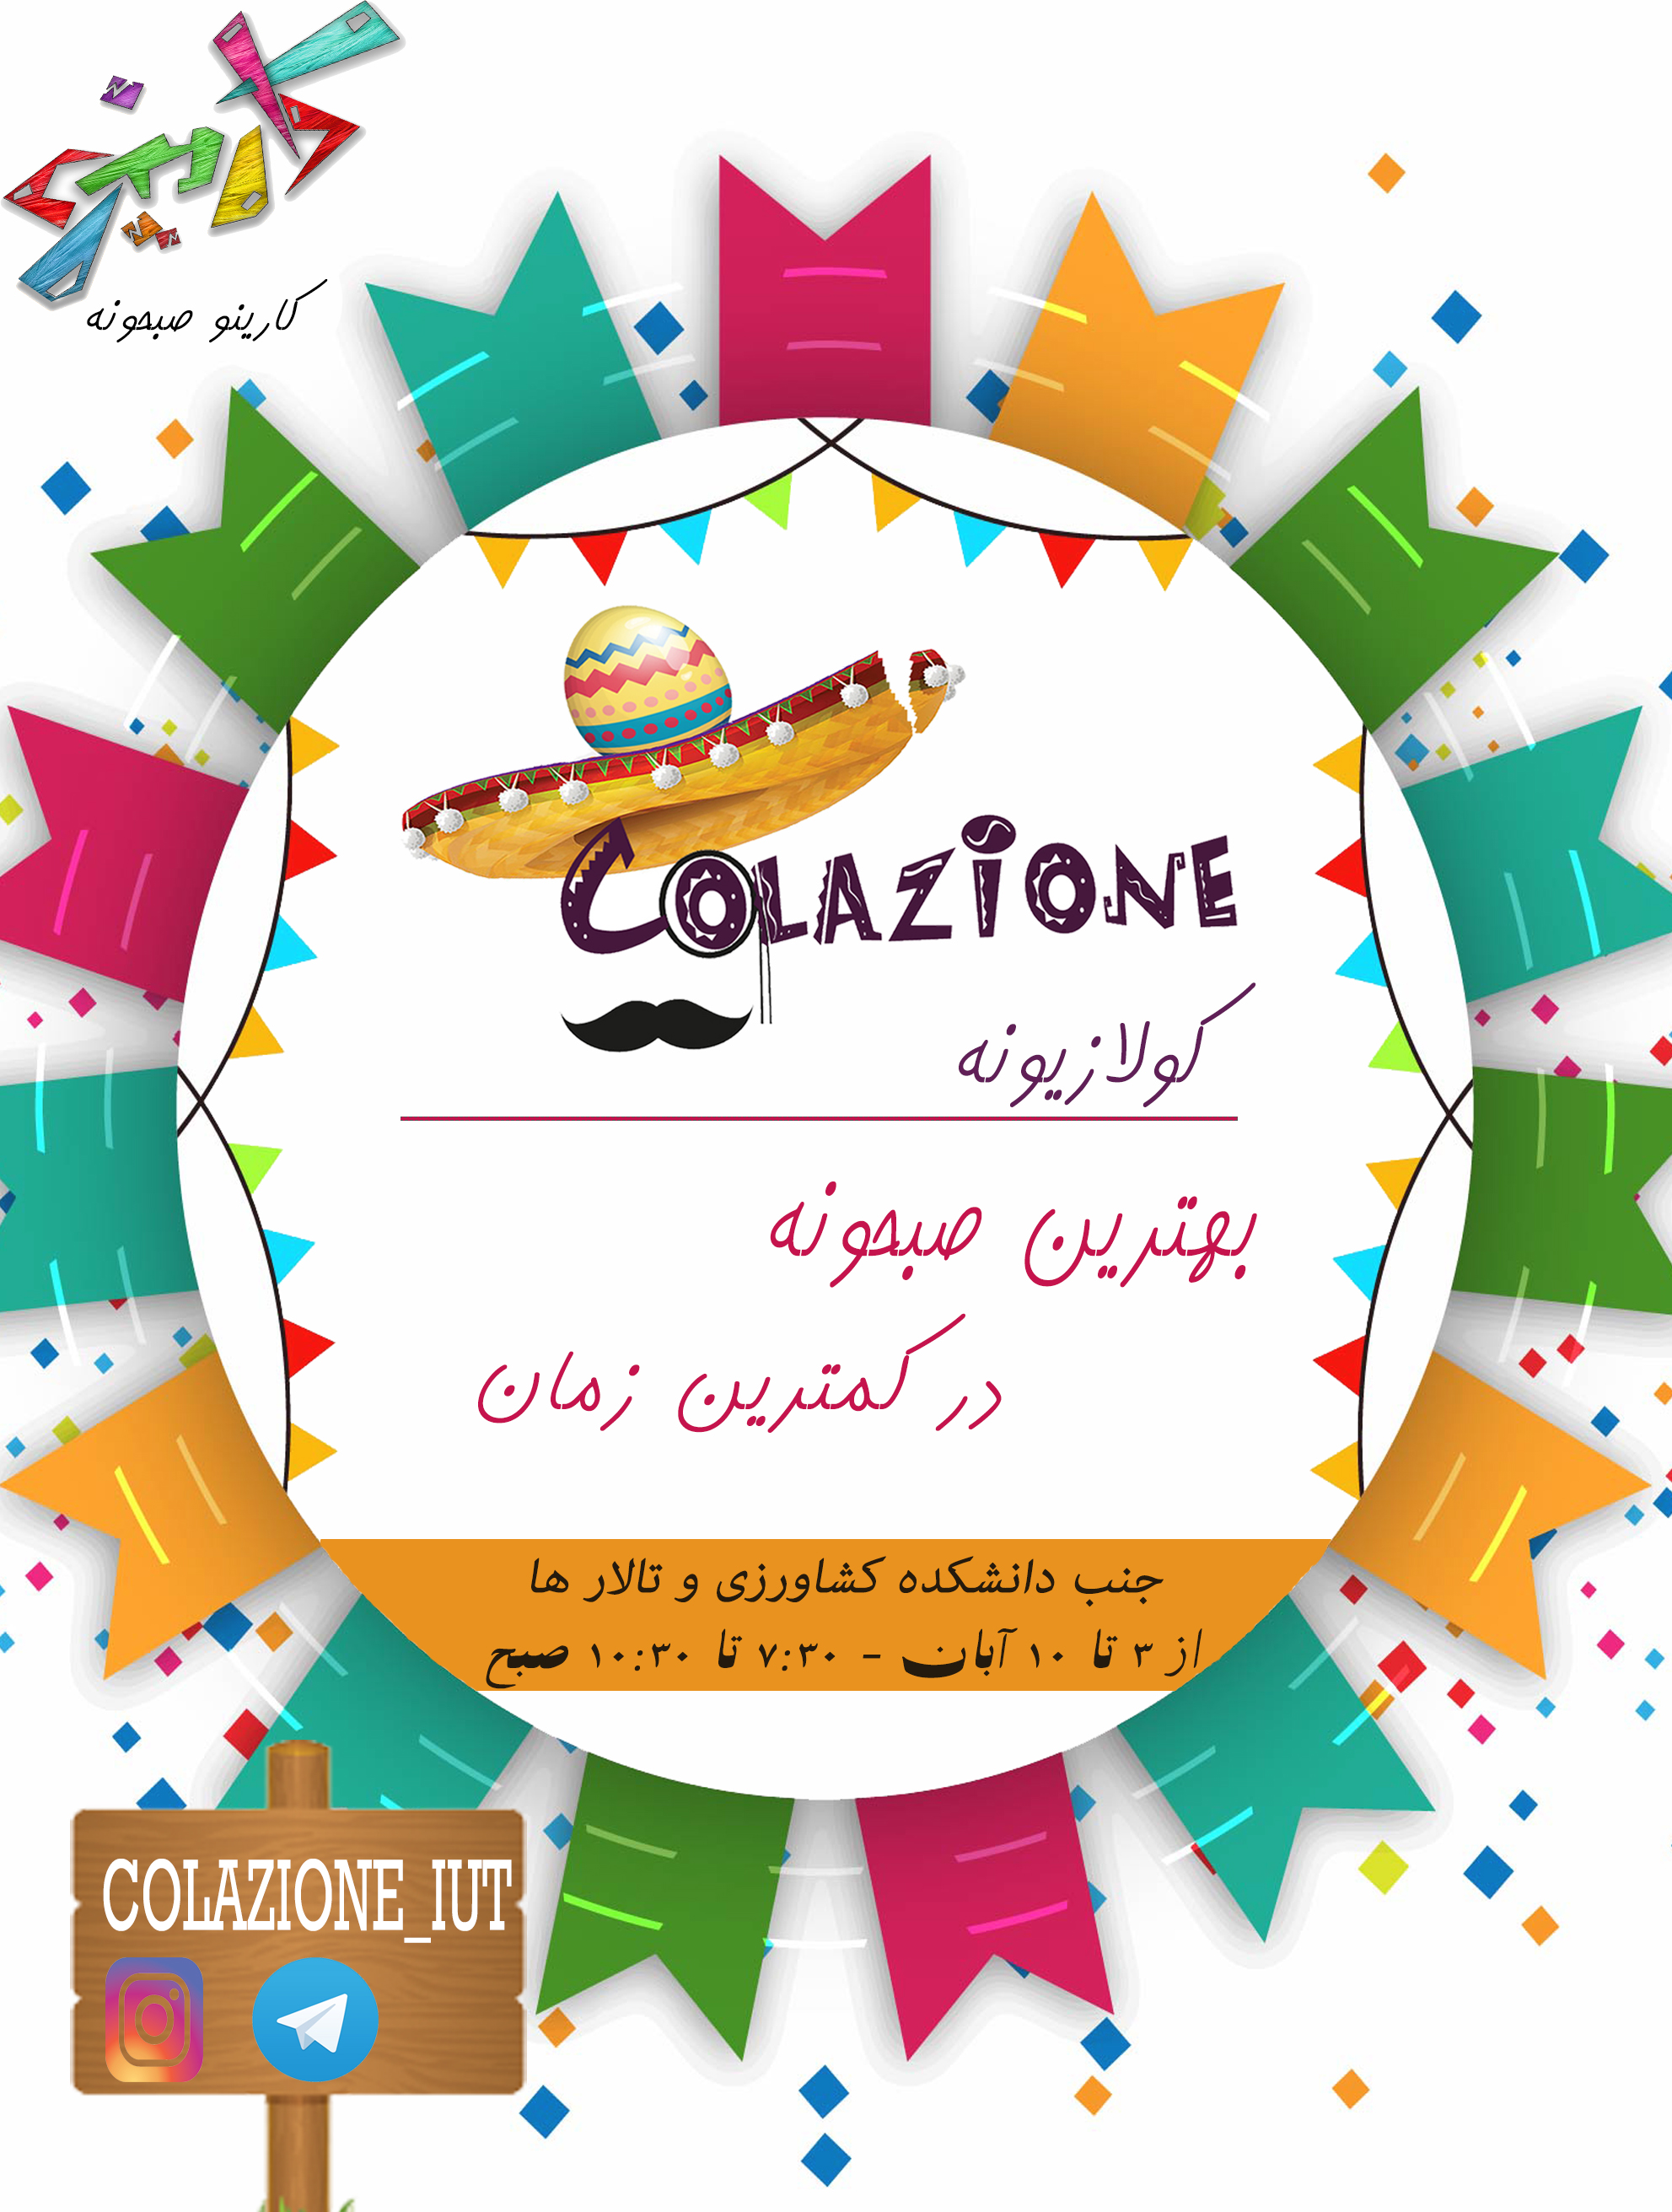 کارینو
کارینو صبحونه
COLAZIONE
کولازیونه
بهترین صبحونه
در کمترین زمان
جنب دانشکده کشاورزی و تالار ها
از ۳ تا ۱۰ آبان - ۷:۳۰ تا ۱۰:۳۰ صبح
COLAZIONE_IUT